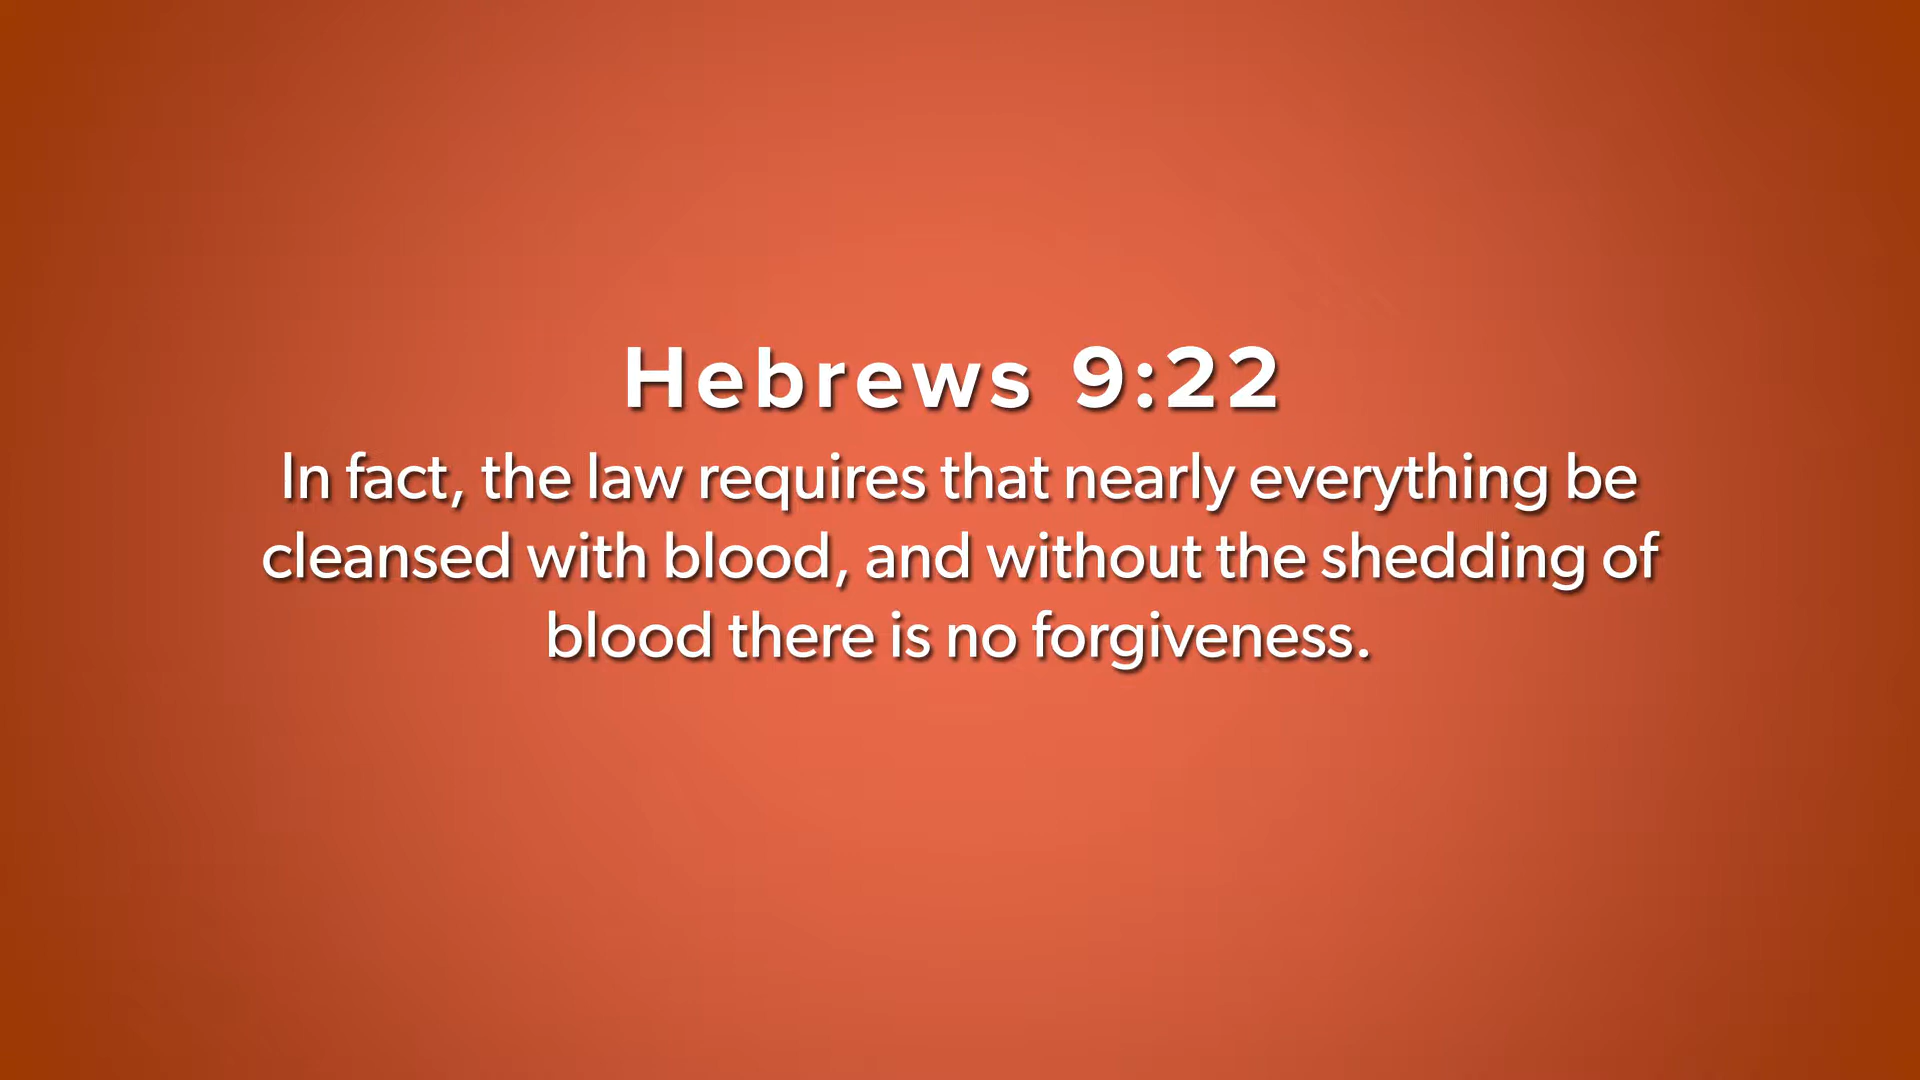 Hebrews 9:22
In fact, the law requires that nearly everything be
cleansed with blood, and without the shedding of
blood there is no forgiveness.